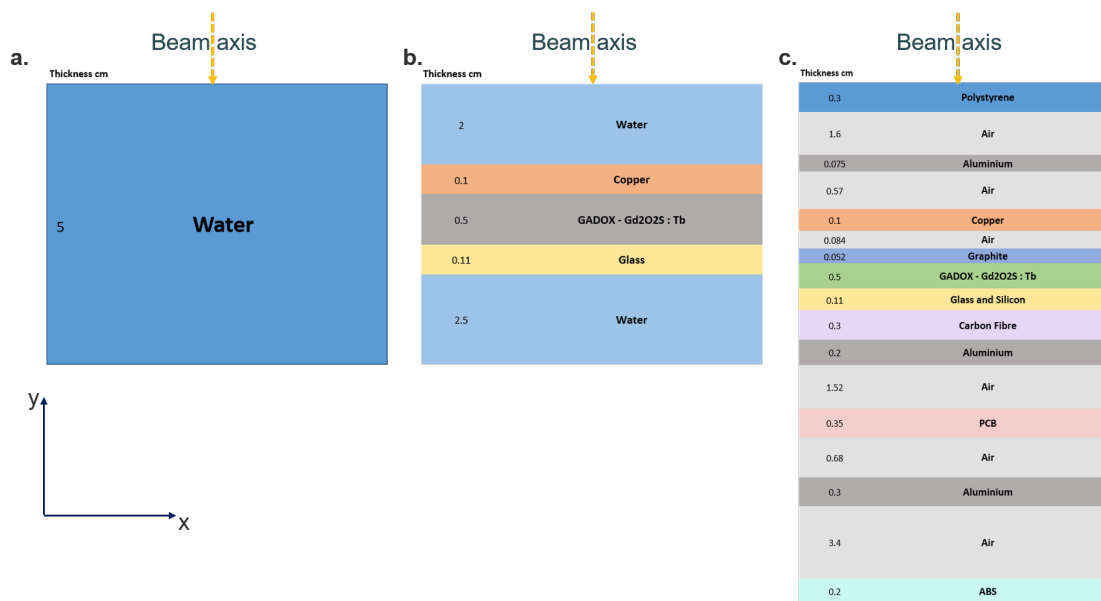 a.
Beam axis
Thickness cm
5
Water
y
x
b.
Beam axis
Thickness cm
2 Water
0.1 Copper
0.5 GADOX - Gd2O2S : Tb
0.11 Glass
2.5 Water
c.
Beam axis
Thickness cm
0.3 Polystyrene
1.6 Air
0.075 Aluminium
0.57 Air
0.1 Copper
0.084 Air
0.052 Graphite
0.5 GADOX - Gd2O2S : Tb
0.11 Glass and Silicon
0.3 Carbon Fibre
0.2 Aluminium
1.52 Air
0.35 PCB
0.68 Air
0.3 Aluminium
3.4 Air
0.2 ABS